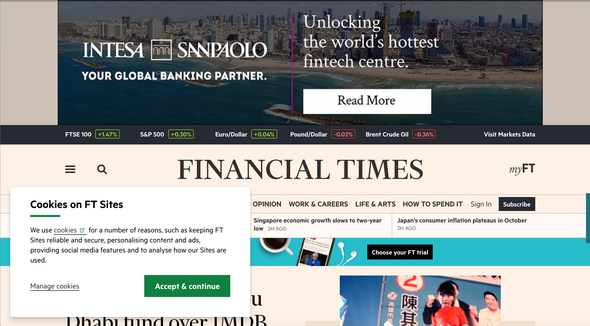 INTESA SANPAOLO
YOUR GLOBAL BANKING PARTNER.
Unlocking
the world's hottest
fintech centre.
Read More
FTSE 100 +1.47% S&P 500 +0.30% Euro/Dollar +0.04% Pound/Dollar -0.02% Brent Crude Oil -0.36% Visit Markets Data
FINANCIAL TIMES
myFT
OPINION WORK & CAREERS LIFE & ARTS HOW TO SPEND IT Sign In Subscribe
Singapore economic growth slows to two-year
low 1H AGO
Japan's consumer inflation plateaus in October
2H AGO
Choose your FT trial
Cookies on FT Sites
We use cookies for a number of reasons, such as keeping FT
Sites reliable and secure, personalising content and ads,
providing social media features and to analyse how our Sites are
used.
Manage cookies
Accept & continue
u
Dhabi fund over 1MDB
陳其